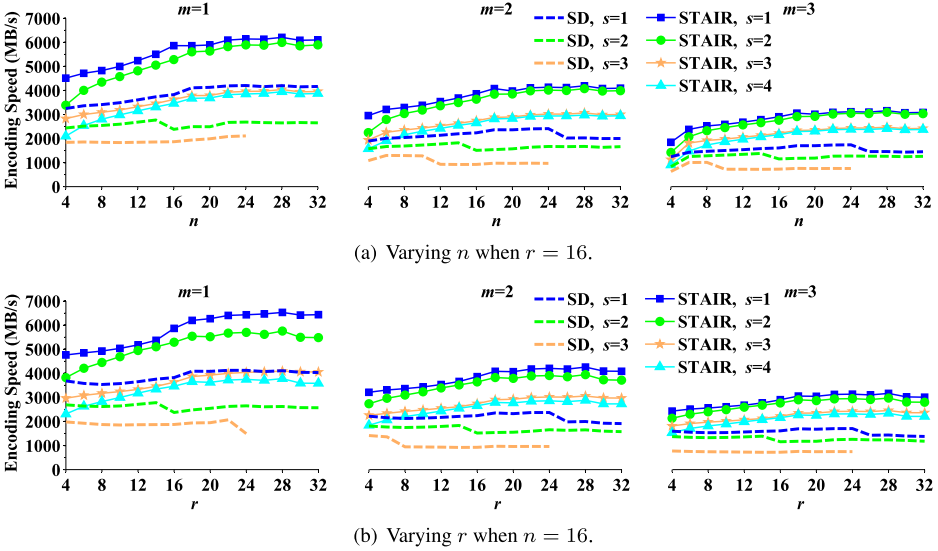 m=1
m=2
m=3
SD, s=1
SD, s=2
SD, s=3
STAIR, s=1
STAIR, s=2
STAIR, s=3
STAIR, s=4
Encoding Speed (MB/s)
7000
6000
5000
4000
3000
2000
1000
0
4 8 12 16 20 24 28 32
4 8 12 16 20 24 28 32
4 8 12 16 20 24 28 32
n
n
n
(a) Varying n when r = 16.
m=1
m=2
m=3
SD, s=1
SD, s=2
SD, s=3
STAIR, s=1
STAIR, s=2
STAIR, s=3
STAIR, s=4
Encoding Speed (MB/s)
7000
6000
5000
4000
3000
2000
1000
0
4 8 12 16 20 24 28 32
4 8 12 16 20 24 28 32
4 8 12 16 20 24 28 32
r
r
r
(b) Varying r when n = 16.